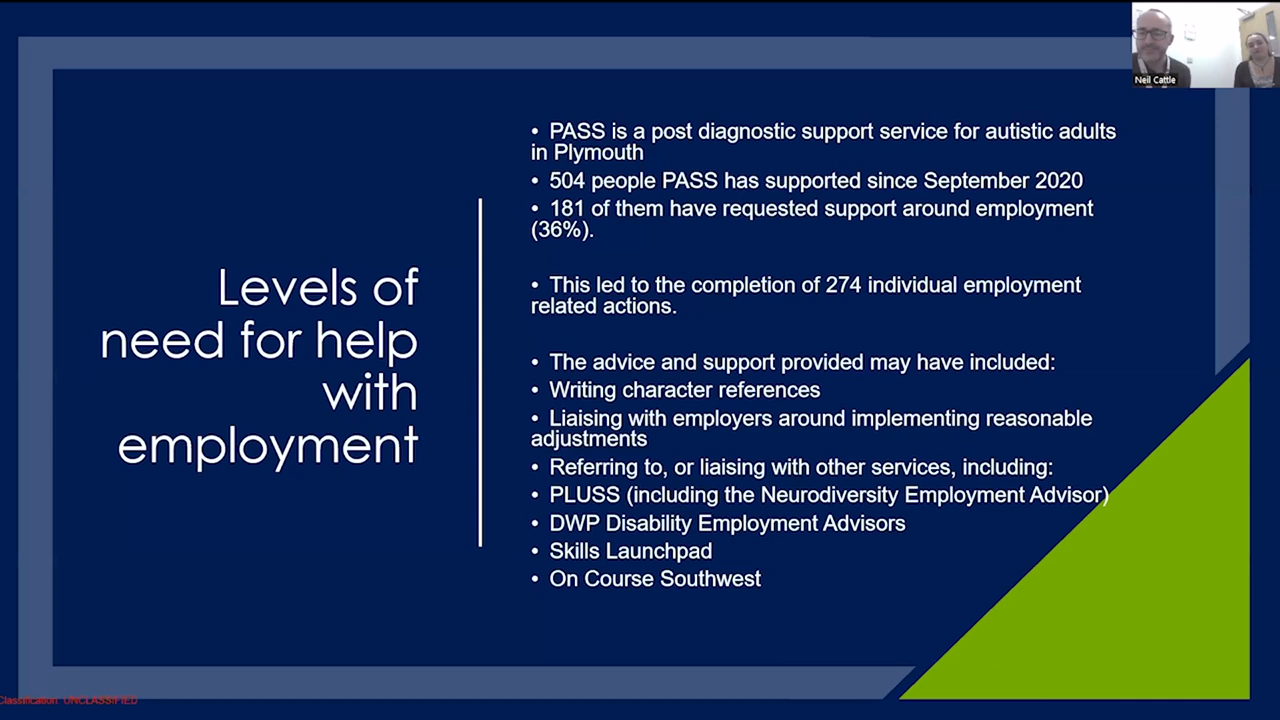 Neil Cattle
Levels of
need for help
with
employment
• PASS is a post diagnostic support service for autistic adults
in Plymouth
• 504 people PASS has supported since September 2020
• 181 of them have requested support around employment
(36%).
• This led to the completion of 274 individual employment
related actions.
• The advice and support provided may have included:
• Writing character references
• Liaising with employers around implementing reasonable
adjustments
• Referring to, or liaising with other services, including:
• PLUSS (including the Neurodiversity Employment Advisor)
• DWP Disability Employment Advisors
• Skills Launchpad
• On Course Southwest
Classification: UNCLASSIFIED